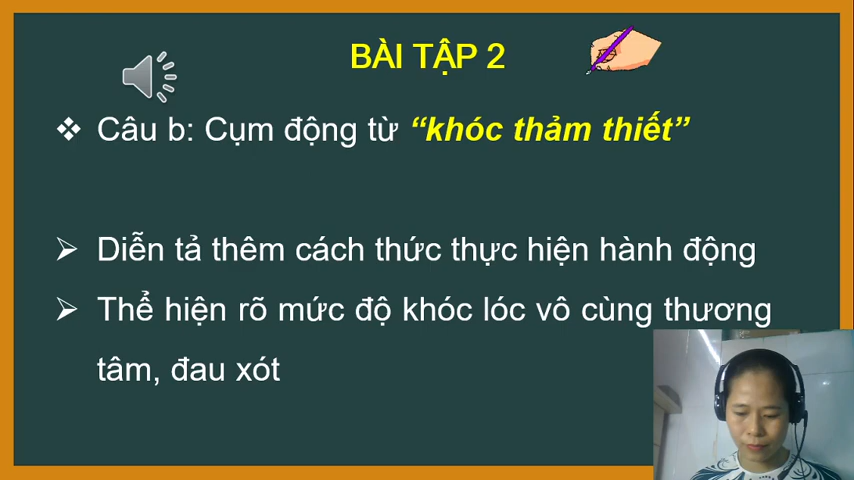 BÀI TẬP 2
❖ Câu b: Cụm động từ “khóc thảm thiết”
➢ Diễn tả thêm cách thức thực hiện hành động
➢ Thể hiện rõ mức độ khóc lóc vô cùng thương
tâm, đau xót